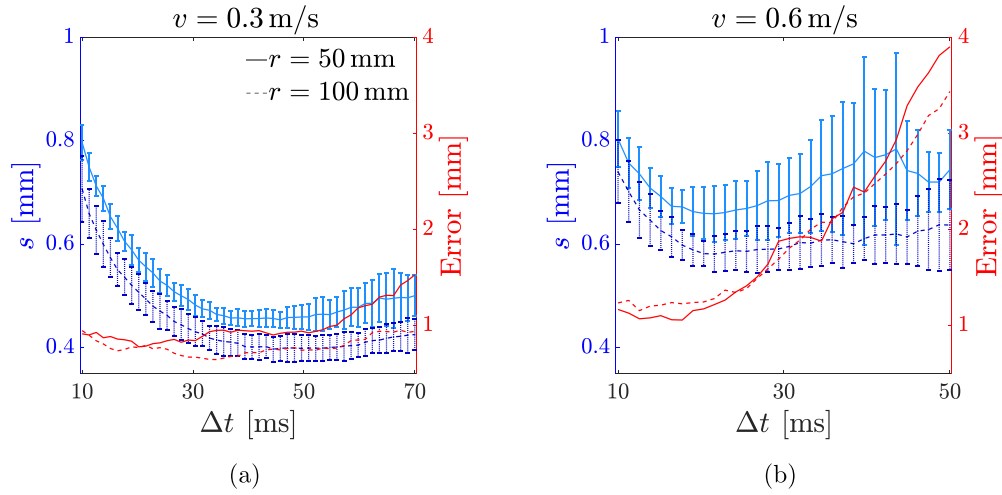 v = 0.3 m/s
1
0.8
0.6
0.4
s [mm]
r = 50 mm
r = 100 mm
4
3
2
1
Error [mm]
10 30 50 70
Δt [ms]
(a)
v = 0.6 m/s
1
0.8
0.6
0.4
s [mm]
4
3
2
1
Error [mm]
10 30 50
Δt [ms]
(b)